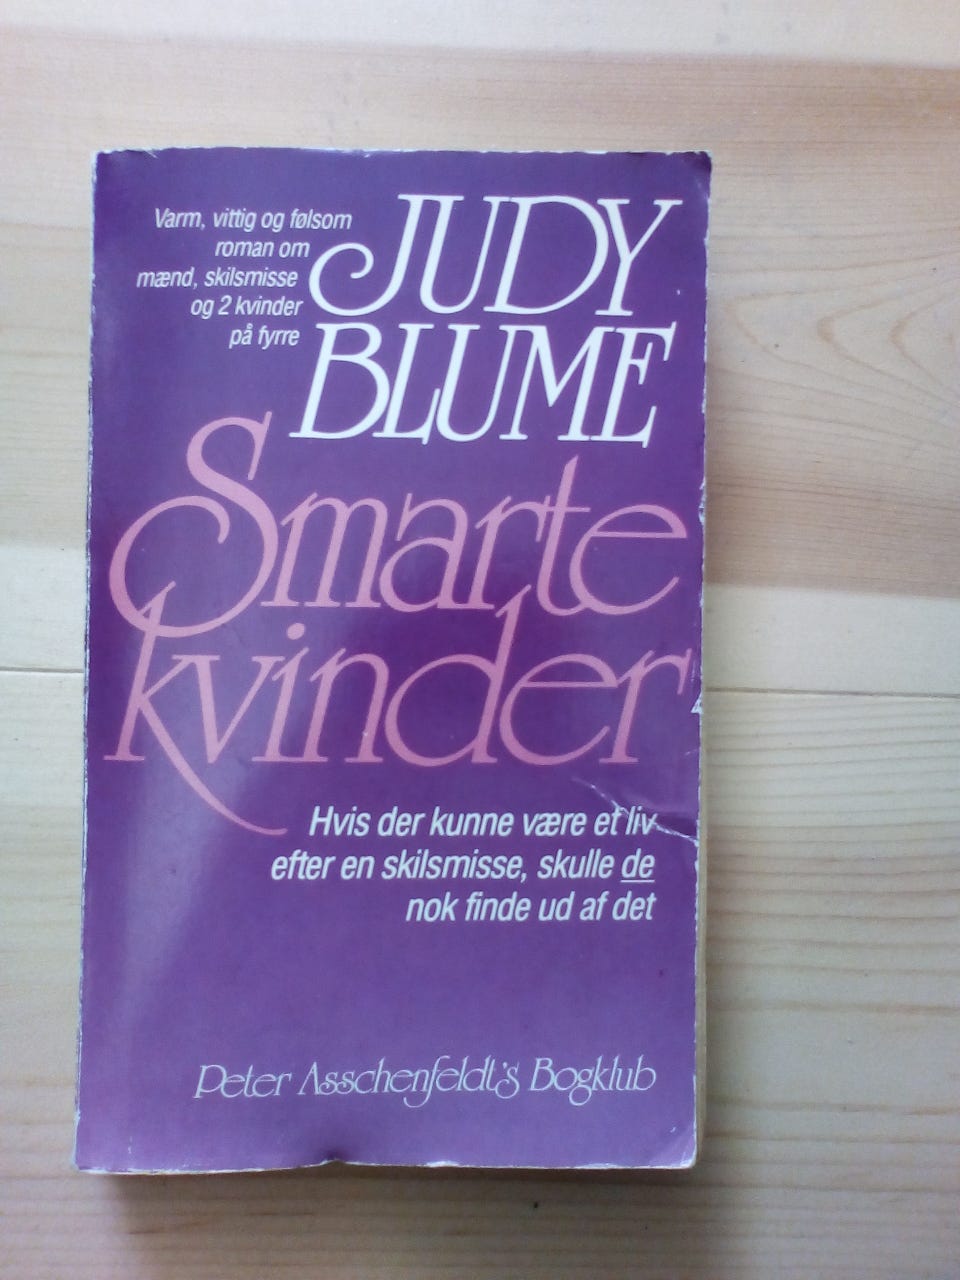 Varm, vittig og følsom
roman om
mænd, skilsmisse
og 2 kvinder
på fyrre
JUDY
BLUME
Smarte
kvinder
Hvis der kunne være et liv
efter en skilsmisse, skulle de
nok finde ud af det
Peter Asschenfeldt's Bogklub